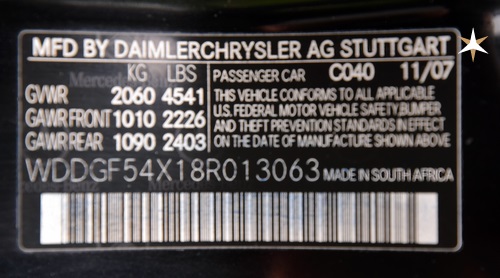 MFD BY DAIMLERCHRYSLER AG STUTTGART
KG LBS PASSENGER CAR C040 11/07
GVWR 2060 4541 THIS VEHICLE CONFORMS TO ALL APPLICABLE
GAWR FRONT 1010 2226 U.S. FEDERAL MOTOR VEHICLE SAFETY,BUMPER
AND THEFT PREVENTION STANDARDS IN EFFECT
GAWR REAR 1090 2403 ON THE DATE OF MANUFACTURE SHOWN ABOVE
WDDGF54X18R013063 MADE IN SOUTH AFRICA